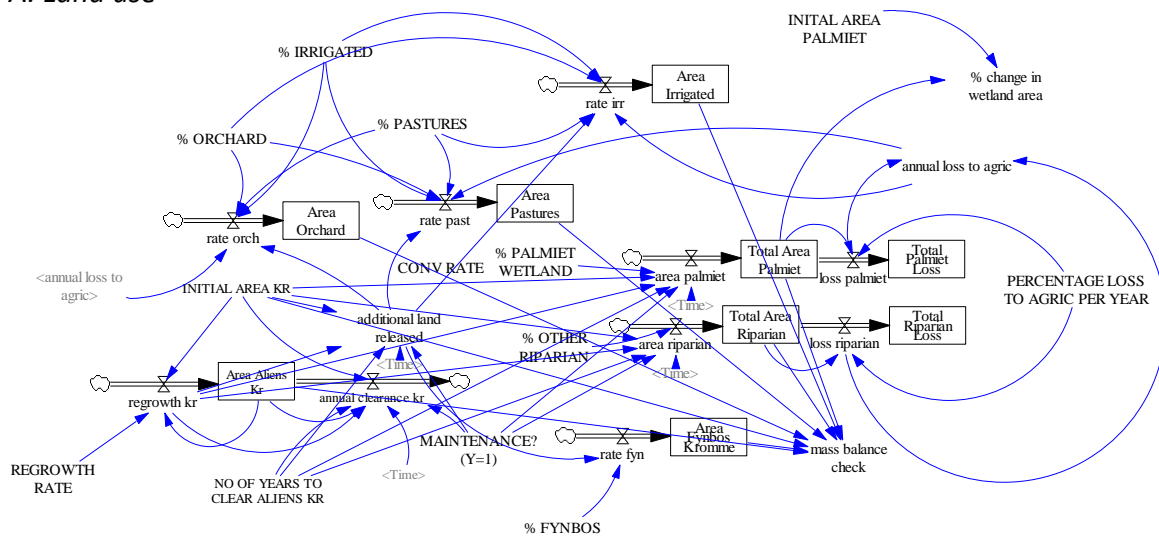 A. Land use
INITAL AREA
PALMIET
% IRRIGATED
Area
Irrigated
rate irr
% change in
wetland area
% ORCHARD
% PASTURES
annual loss to agric
Area
Orchard
rate orch
Area
Pastures
rate past
<annual loss to
agric>
CONV RATE
% PALMIET
WETLAND
area palmiet
<Time>
Total Area
Palmiet
loss palmiet
Total
Palmiet
Loss
PERCENTAGE LOSS
TO AGRIC PER YEAR
INITIAL AREA KR
additional land
released
<Time>
% OTHER
RIPARIAN
area riparian
<Time>
Total Area
Riparian
loss riparian
Total
Riparian
Loss
Area Aliens
Kr
regrowth kr
annual clearance kr
REGROWTH
RATE
NO OF YEARS TO
CLEAR ALIENS KR
<Time>
MAINTENANCE?
(Y=1)
rate fyn
Area
Fynbos
Kromme
mass balance
check
% FYNBOS